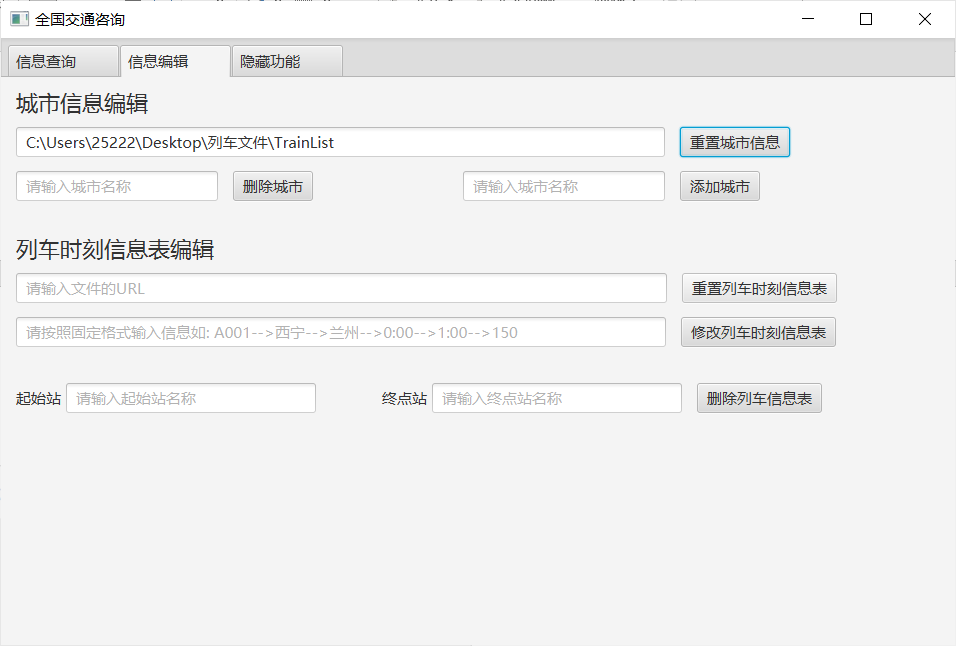 全国交通咨询
信息查询 信息编辑 隐藏功能
城市信息编辑
C:\Users\25222\Desktop\列车文件\TrainList 重置城市信息
请输入城市名称 删除城市 请输入城市名称 添加城市
列车时刻信息表编辑
请输入文件的URL 重置列车时刻信息表
请按照固定格式输入信息如: A001-->西宁-->兰州-->0:00-->1:00-->150 修改列车时刻信息表
起始站 请输入起始站名称 终点站 请输入终点站名称 删除列车信息表